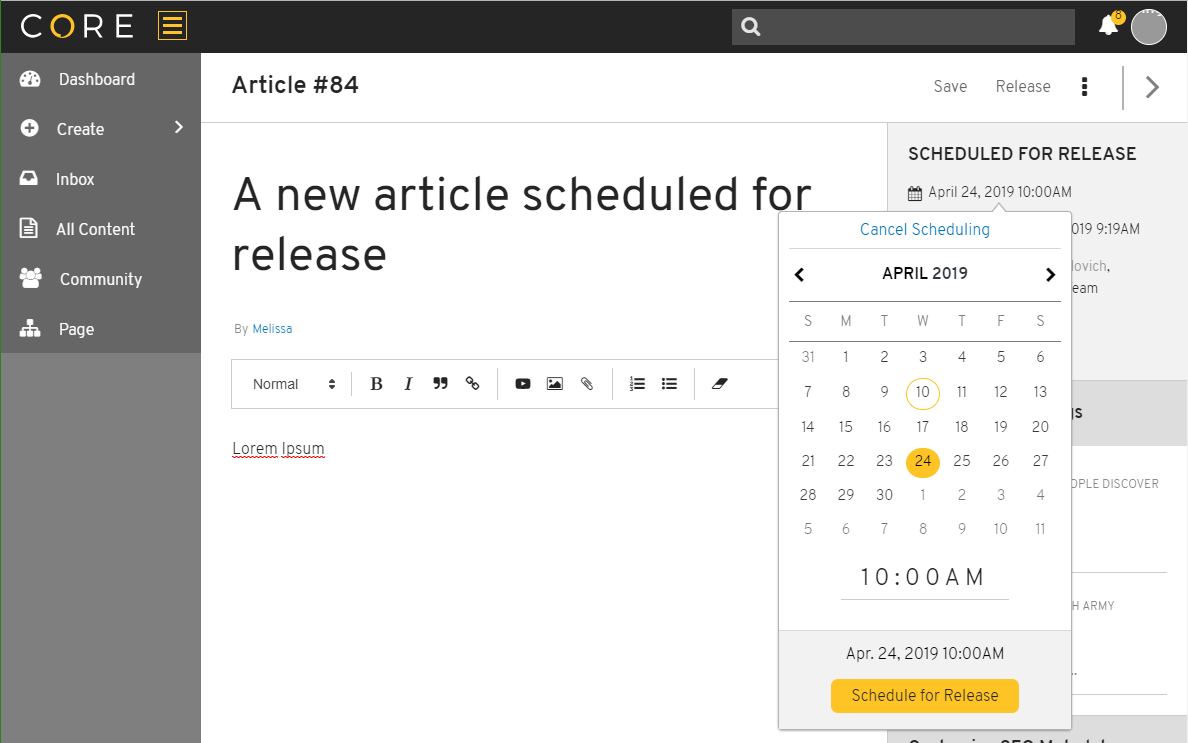 CORE
8
Dashboard
Create
Inbox
All Content
Community
Page
Article #84
Save Release
A new article scheduled for
release
By Melissa
Normal B I
Lorem Ipsum
SCHEDULED FOR RELEASE
April 24, 2019 10:00AM
019 9:19AM
lovich,
eam
gs
OPLE DISCOVER
H ARMY
Cancel Scheduling
APRIL 2019
S M T W T F S
31 1 2 3 4 5 6
7 8 9 10 11 12 13
14 15 16 17 18 19 20
21 22 23 24 25 26 27
28 29 30 1 2 3 4
5 6 7 8 9 10 11
10:00AM
Apr. 24, 2019 10:00AM
Schedule for Release